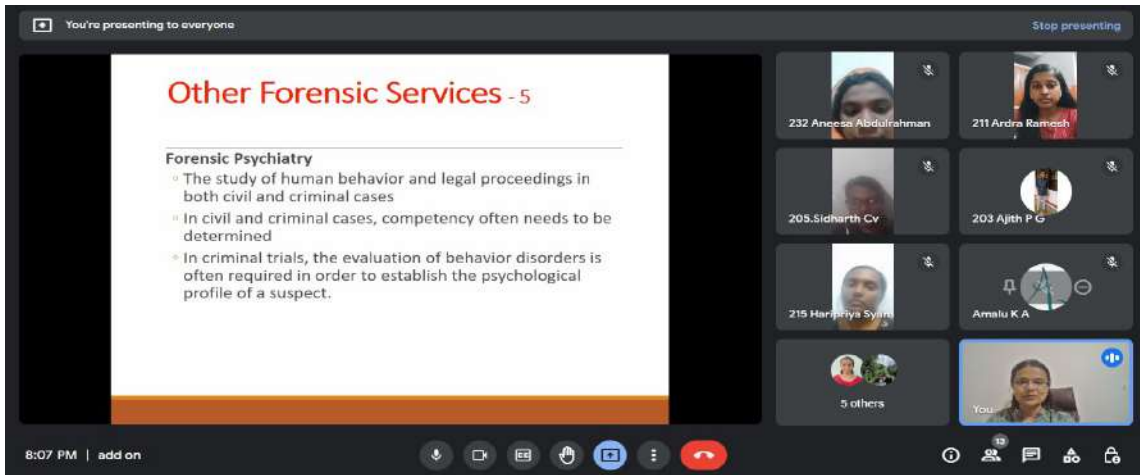 You're presenting to everyone
Stop presenting
Other Forensic Services - 5
Forensic Psychiatry
◦ The study of human behavior and legal proceedings in
both civil and criminal cases
◦ In civil and criminal cases, competency often needs to be
determined
◦ In criminal trials, the evaluation of behavior disorders is
often required in order to establish the psychological
profile of a suspect.
232 Aneesa Abdulrahman
211 Ardra Ramesh
205.Sidharth Cv
203 Ajith P G
215 Haripriya Syam
Amalu K A
5 others
You
8:07 PM | add on
CC
13